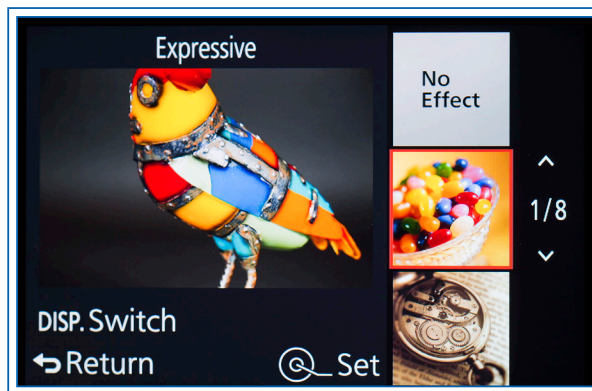 Expressive
No
Effect
1/8
DISP. Switch
Return
Set